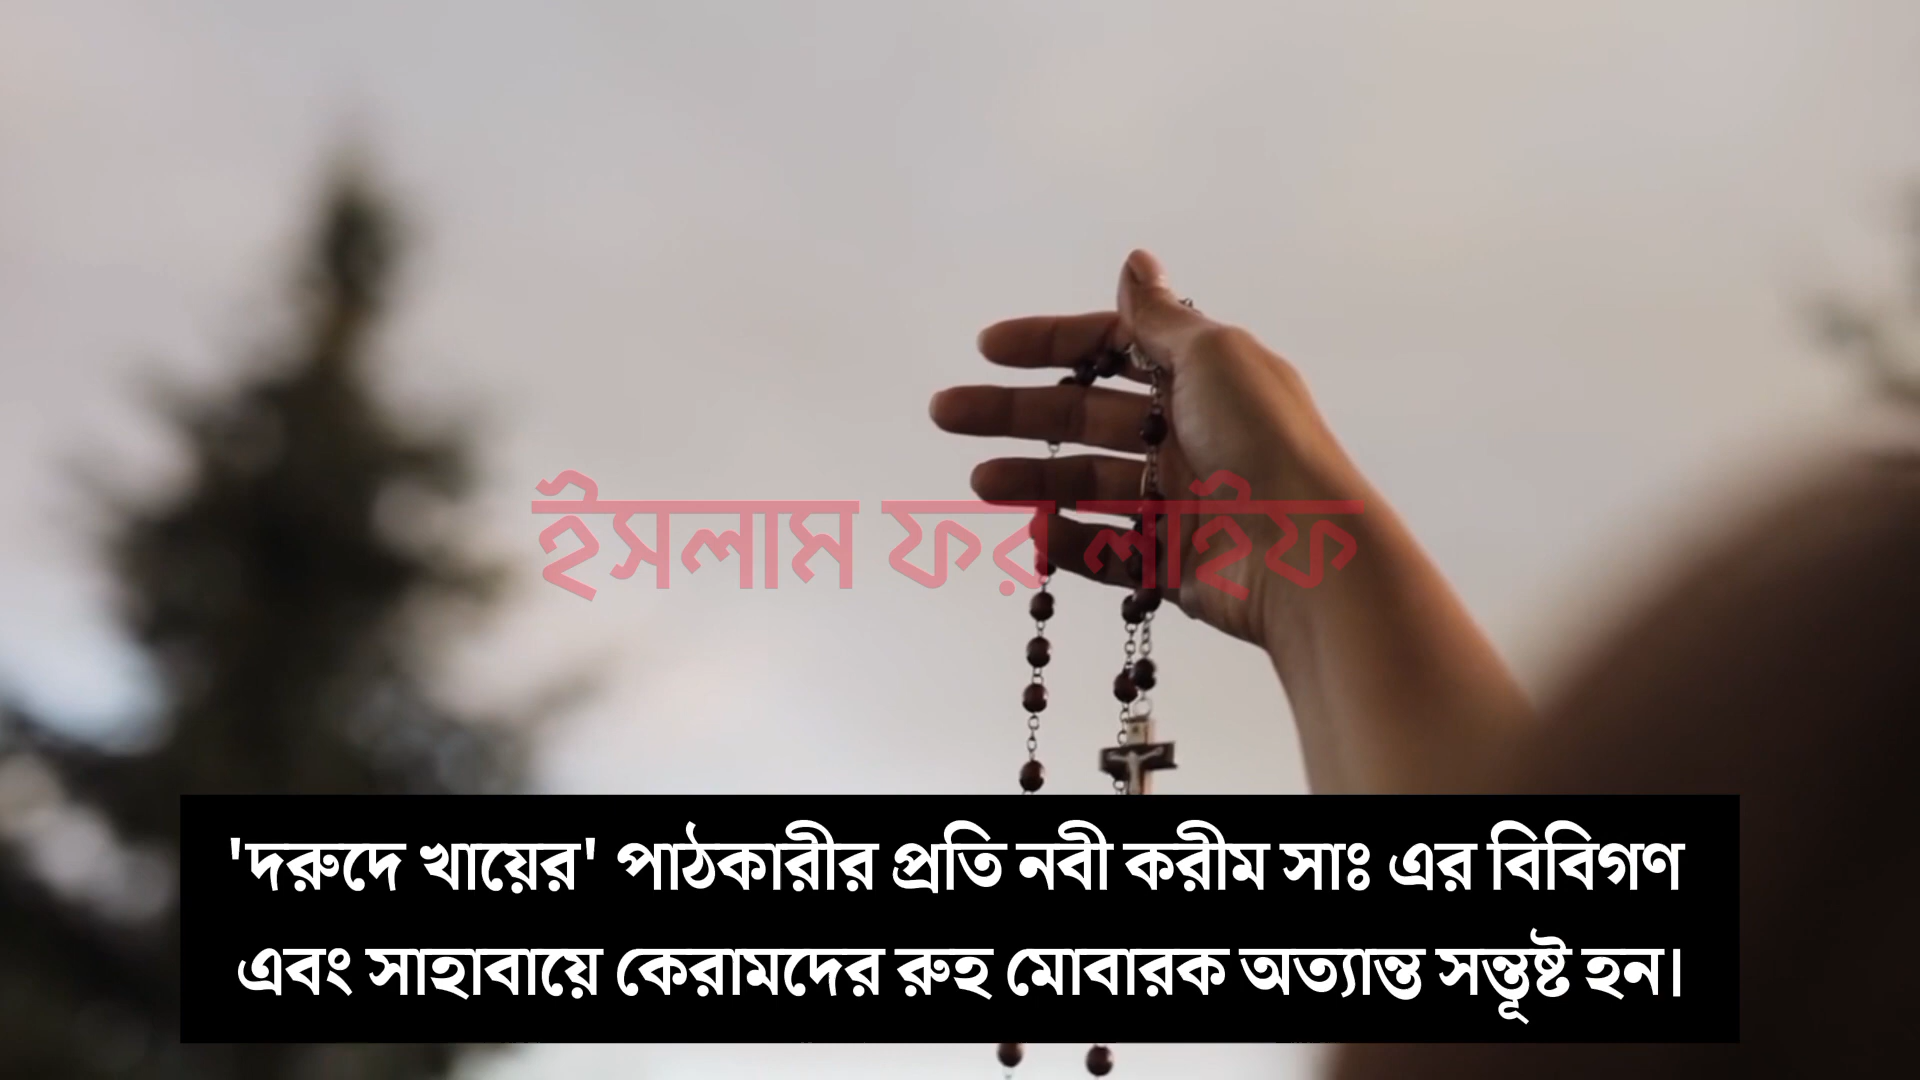 ইসলাম ফর লাইফ
'দরুদে খায়ের' পাঠকারীর প্রতি নবী করীম সাঃ এর বিবিগণ
এবং সাহাবায়ে কেরামদের রুহ মোবারক অত্যান্ত সন্তূষ্ট হন।